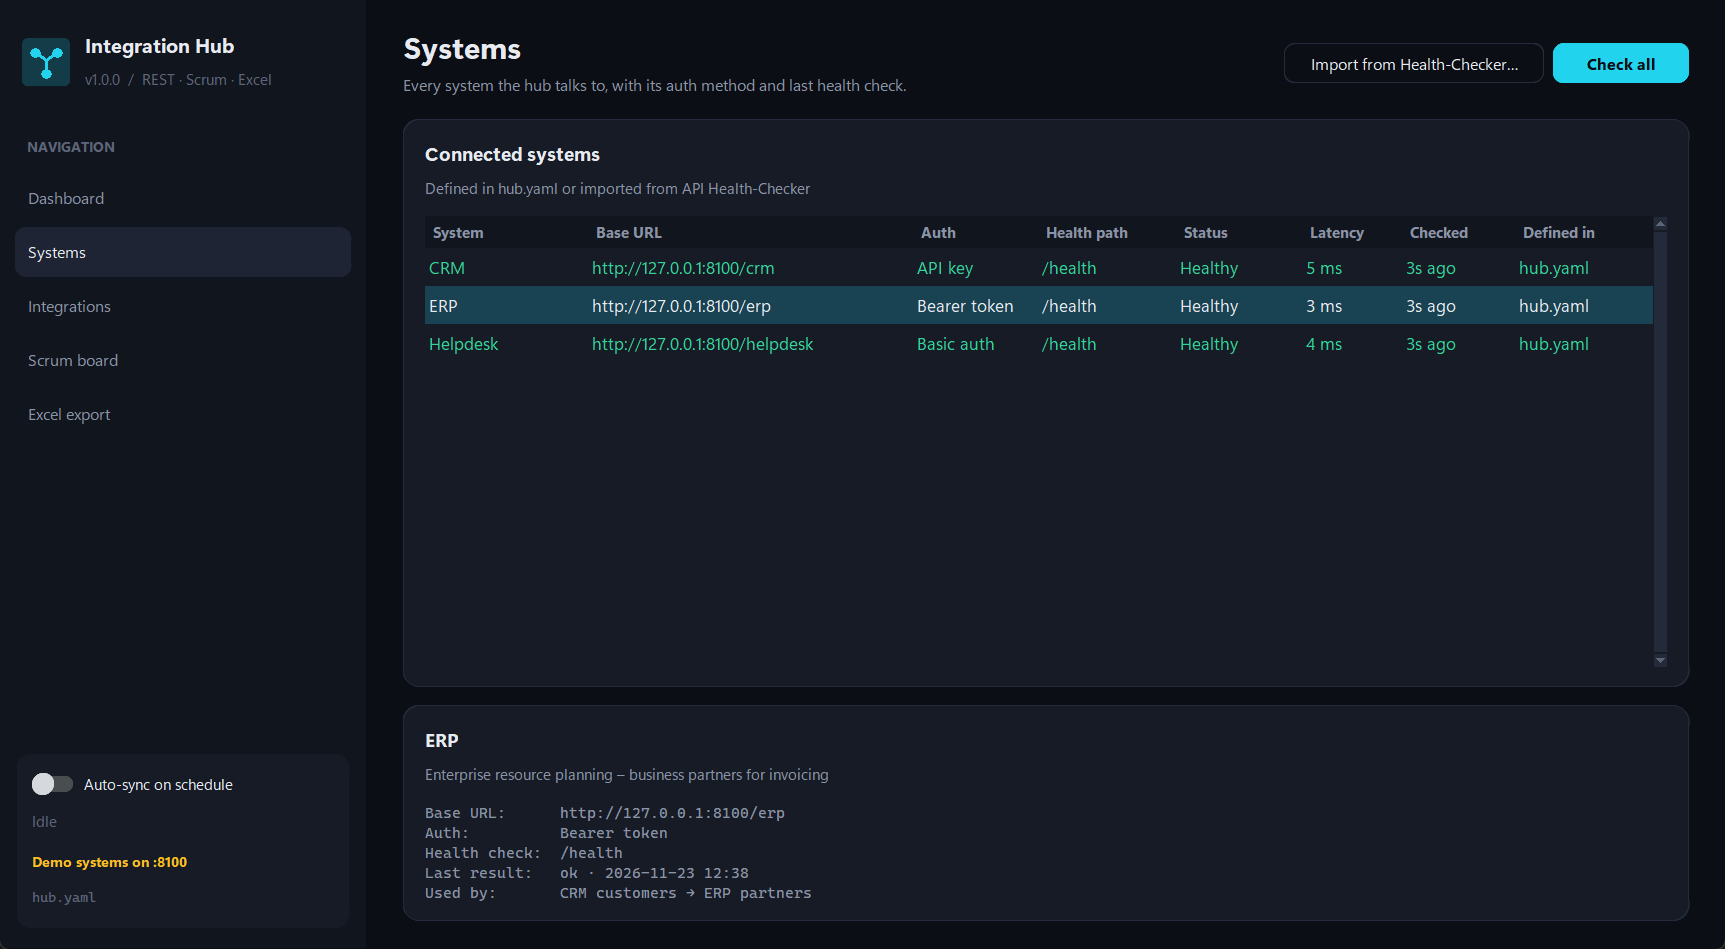 Integration Hub
v1.0.0 / REST · Scrum · Excel
NAVIGATION
Dashboard
Systems
Integrations
Scrum board
Excel export
Auto-sync on schedule
Idle
Demo systems on :8100
hub.yaml
Systems
Every system the hub talks to, with its auth method and last health check.
Import from Health-Checker...
Check all
Connected systems
Defined in hub.yaml or imported from API Health-Checker
System Base URL Auth Health path Status Latency Checked Defined in
CRM http://127.0.0.1:8100/crm API key /health Healthy 5 ms 3s ago hub.yaml
ERP http://127.0.0.1:8100/erp Bearer token /health Healthy 3 ms 3s ago hub.yaml
Helpdesk http://127.0.0.1:8100/helpdesk Basic auth /health Healthy 4 ms 3s ago hub.yaml
ERP
Enterprise resource planning – business partners for invoicing
Base URL: http://127.0.0.1:8100/erp
Auth: Bearer token
Health check: /health
Last result: ok · 2026-11-23 12:38
Used by: CRM customers → ERP partners